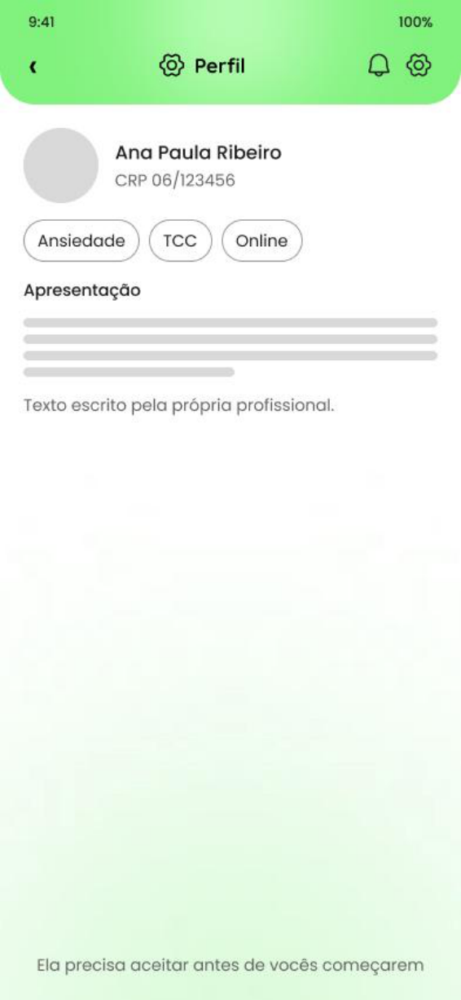 9:41
100%
‹
Perfil
Ana Paula Ribeiro
CRP 06/123456
Ansiedade
TCC
Online
Apresentação
Texto escrito pela própria profissional.
Ela precisa aceitar antes de vocês começarem